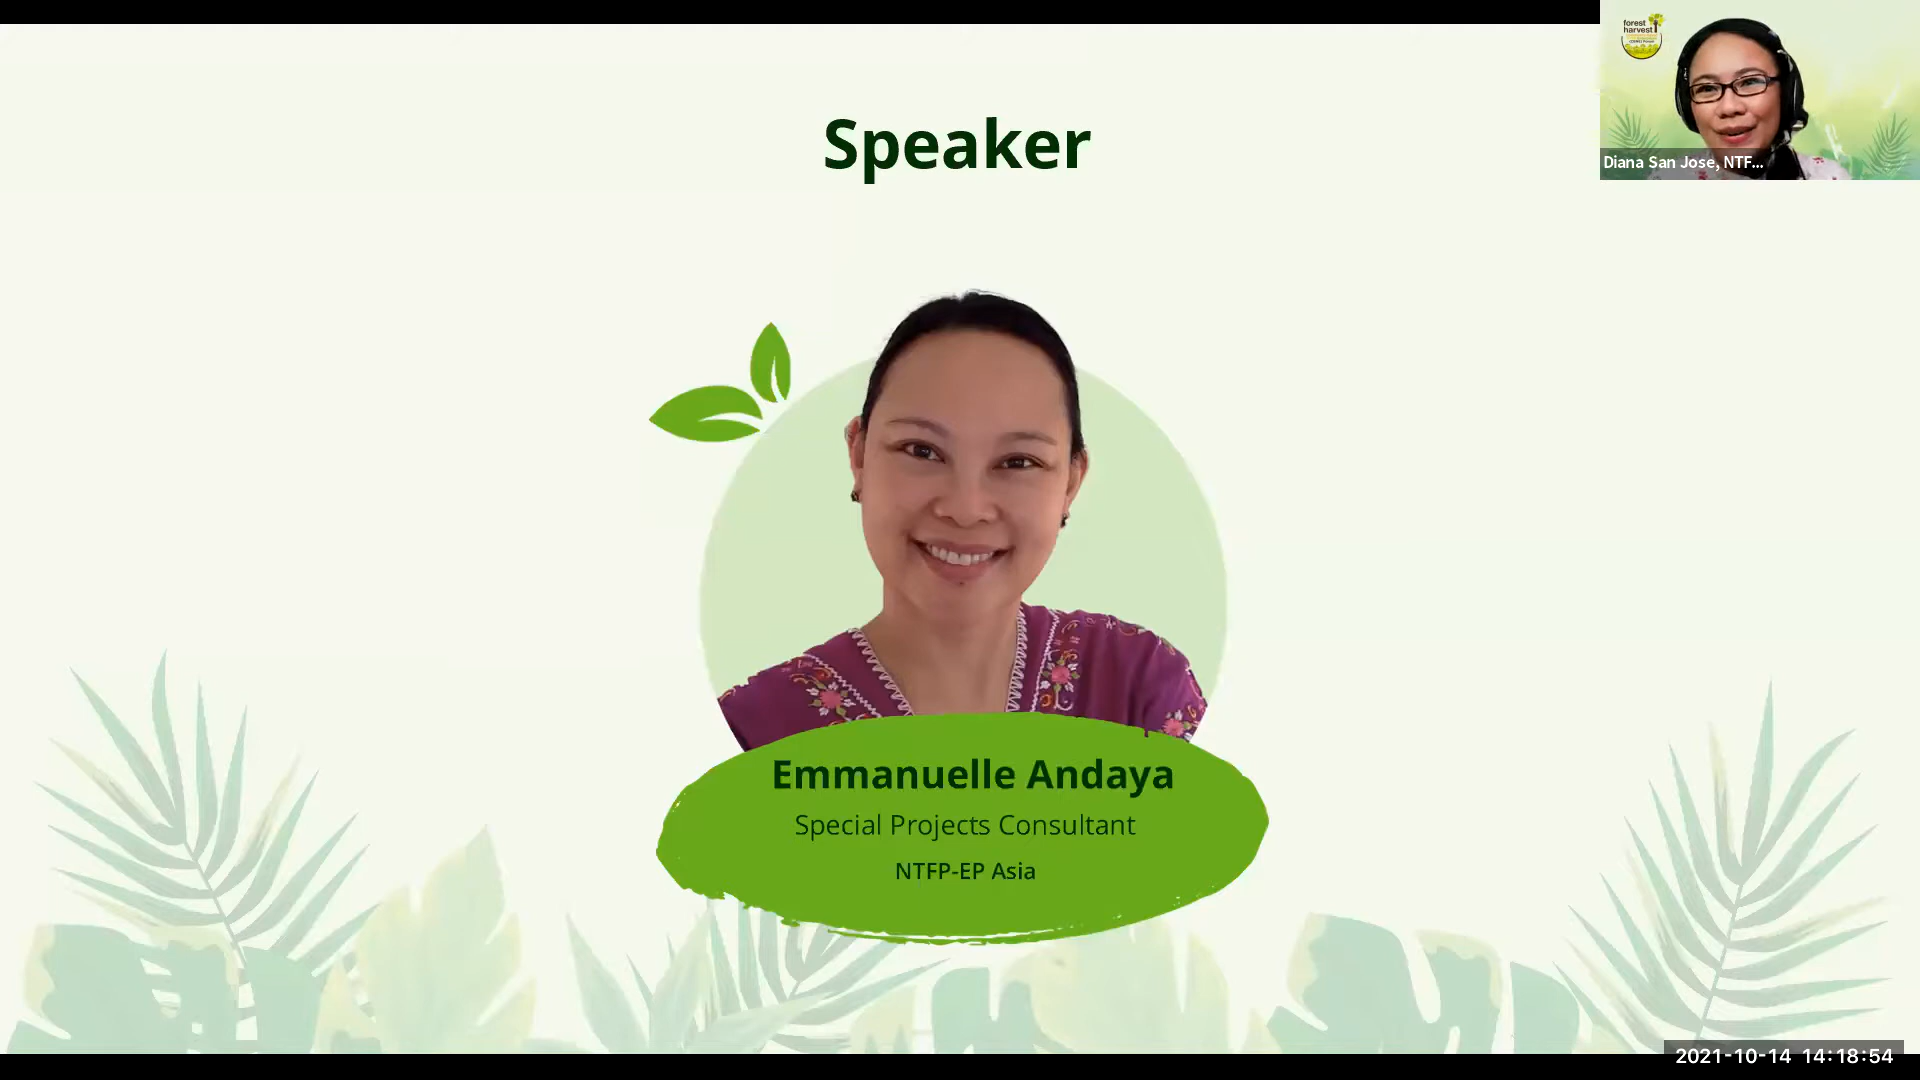 Speaker
forest
harvest
Diana San Jose, NTF...
Emmanuelle Andaya
Special Projects Consultant
NTFP-EP Asia
2021-10-14 14:18:54